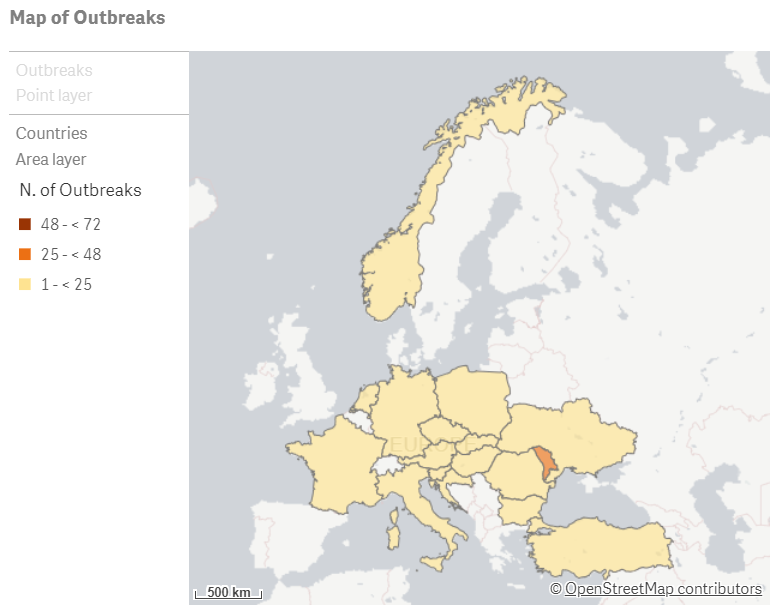 Map of Outbreaks
Outbreaks
Point layer
Countries
Area layer
N. of Outbreaks
48 - < 72
25 - < 48
1 - < 25
EUROPE
500 km
© OpenStreetMap contributors